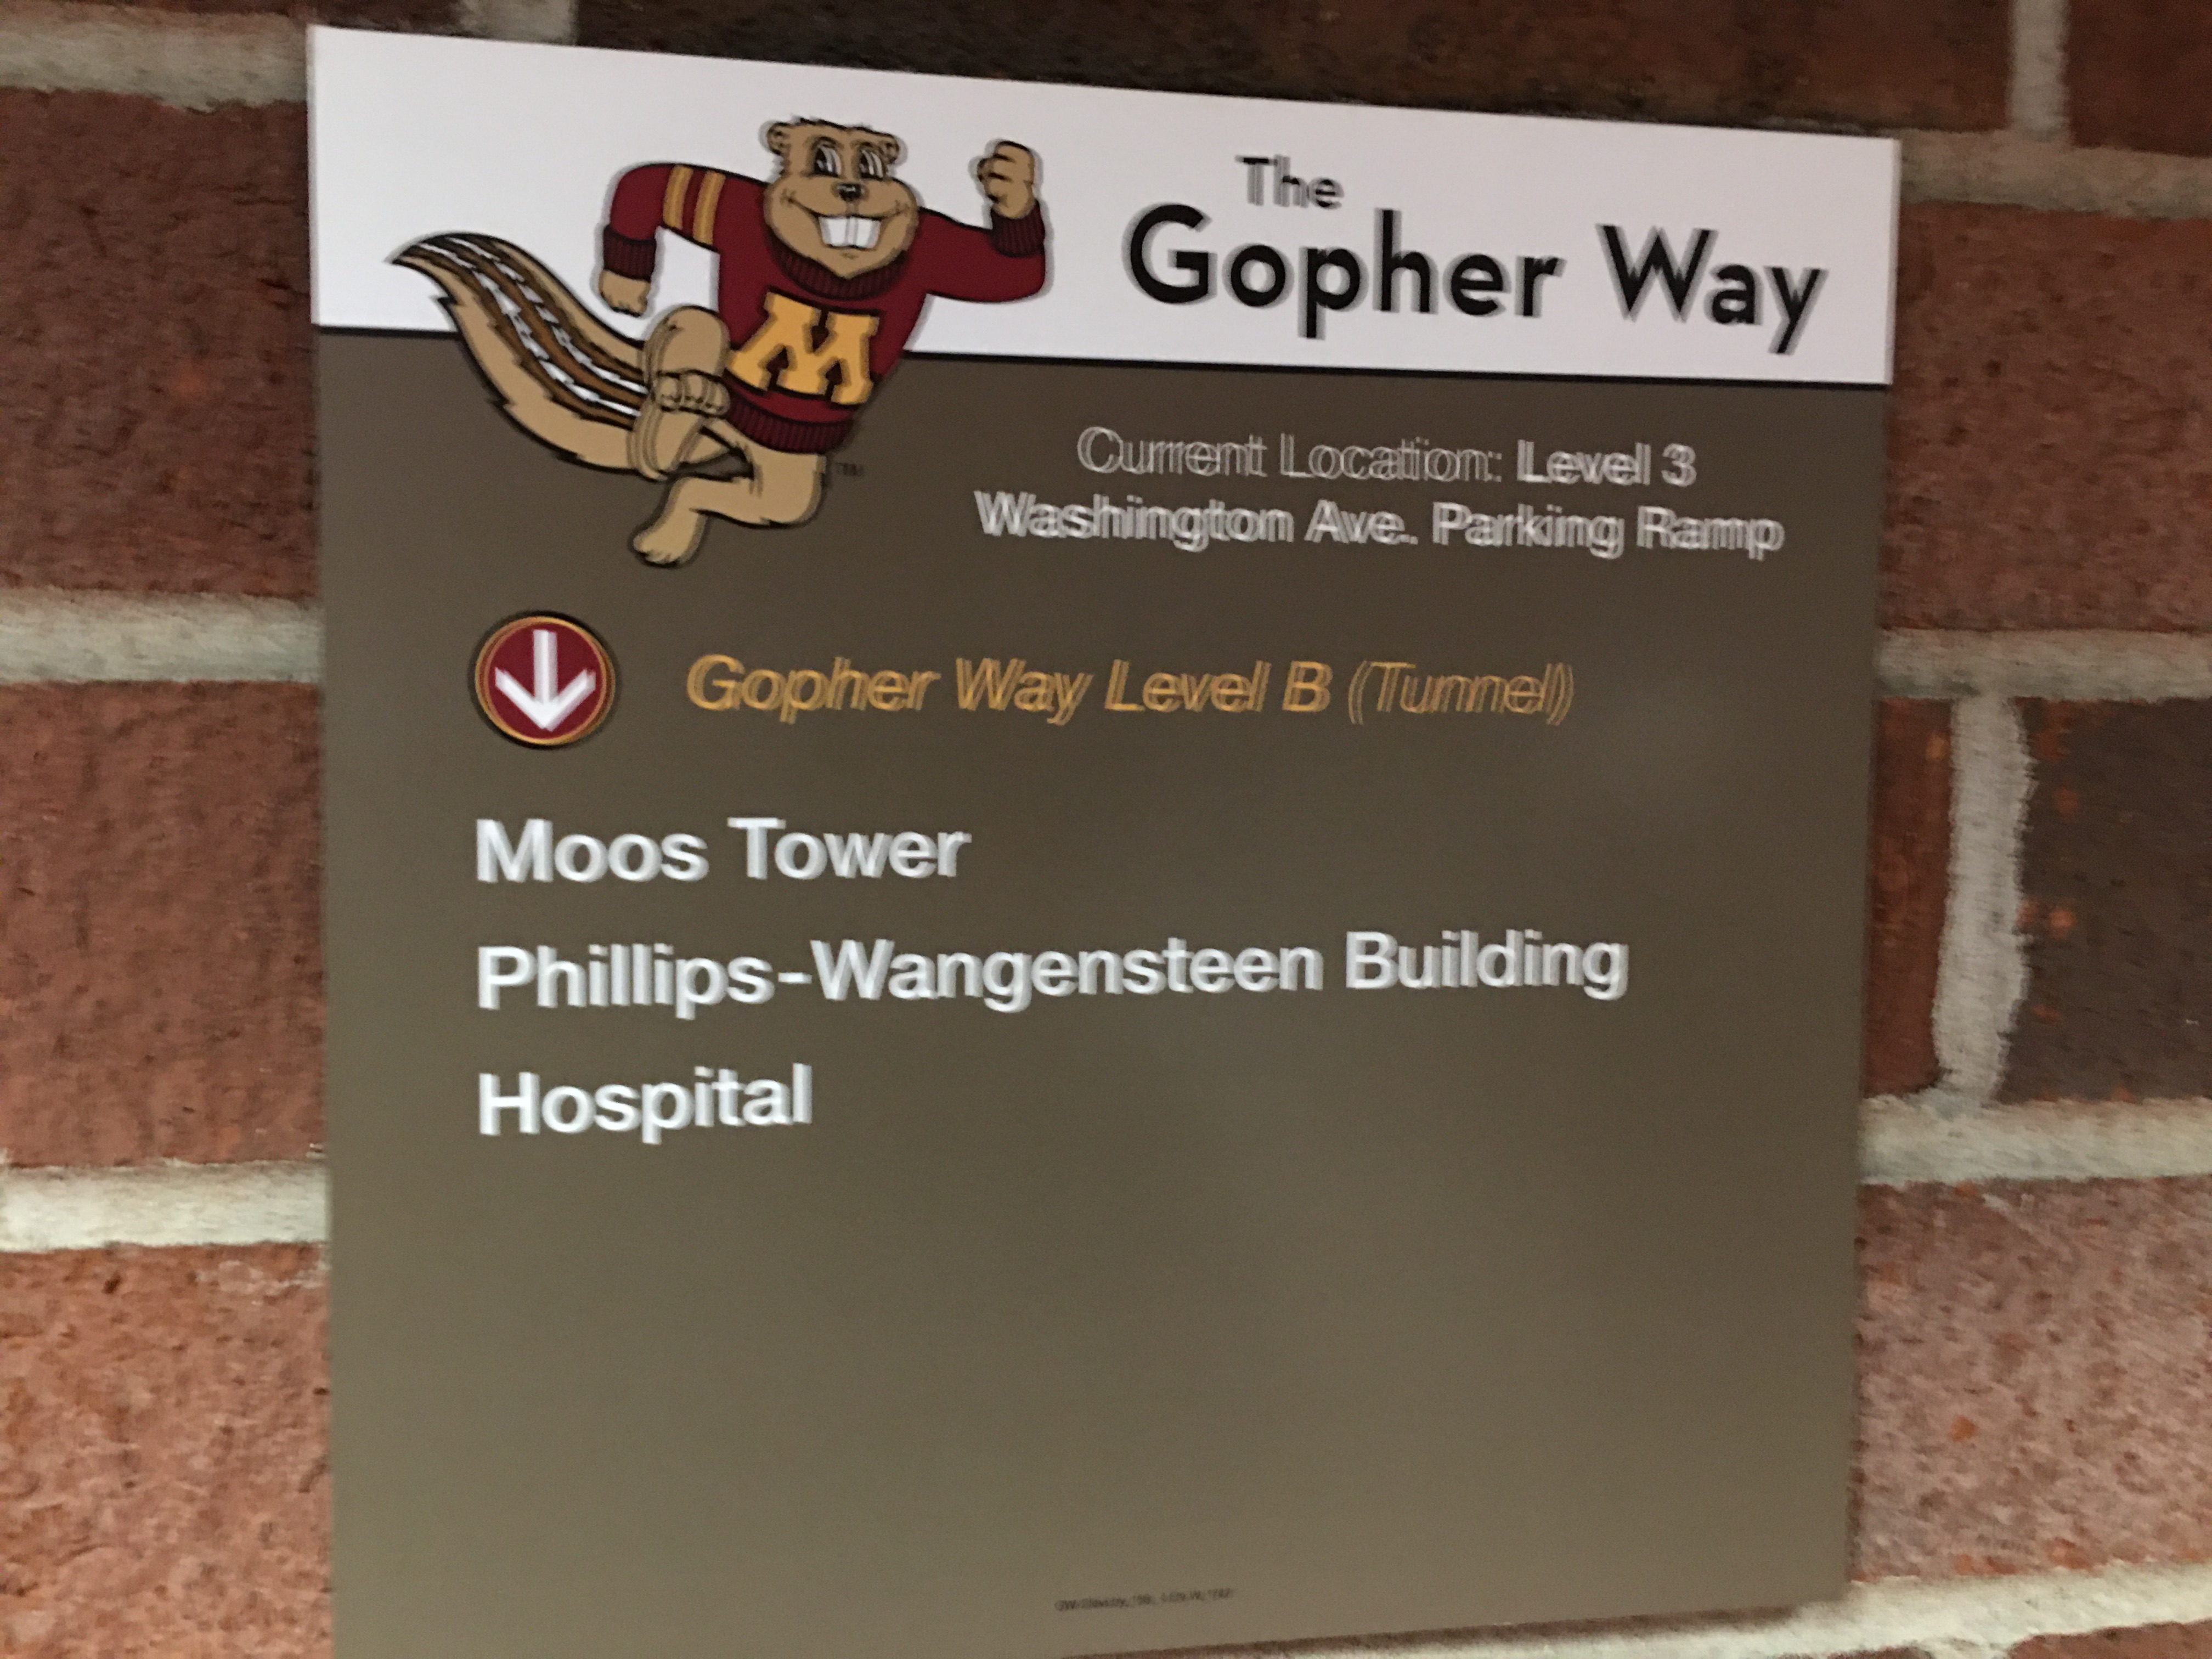 The
Gopher Way
M
Current Location: Level 3
Washington Ave. Parking Ramp
Gopher Way Level B (Tunnel)
Moos Tower
Phillips-Wangensteen Building
Hospital